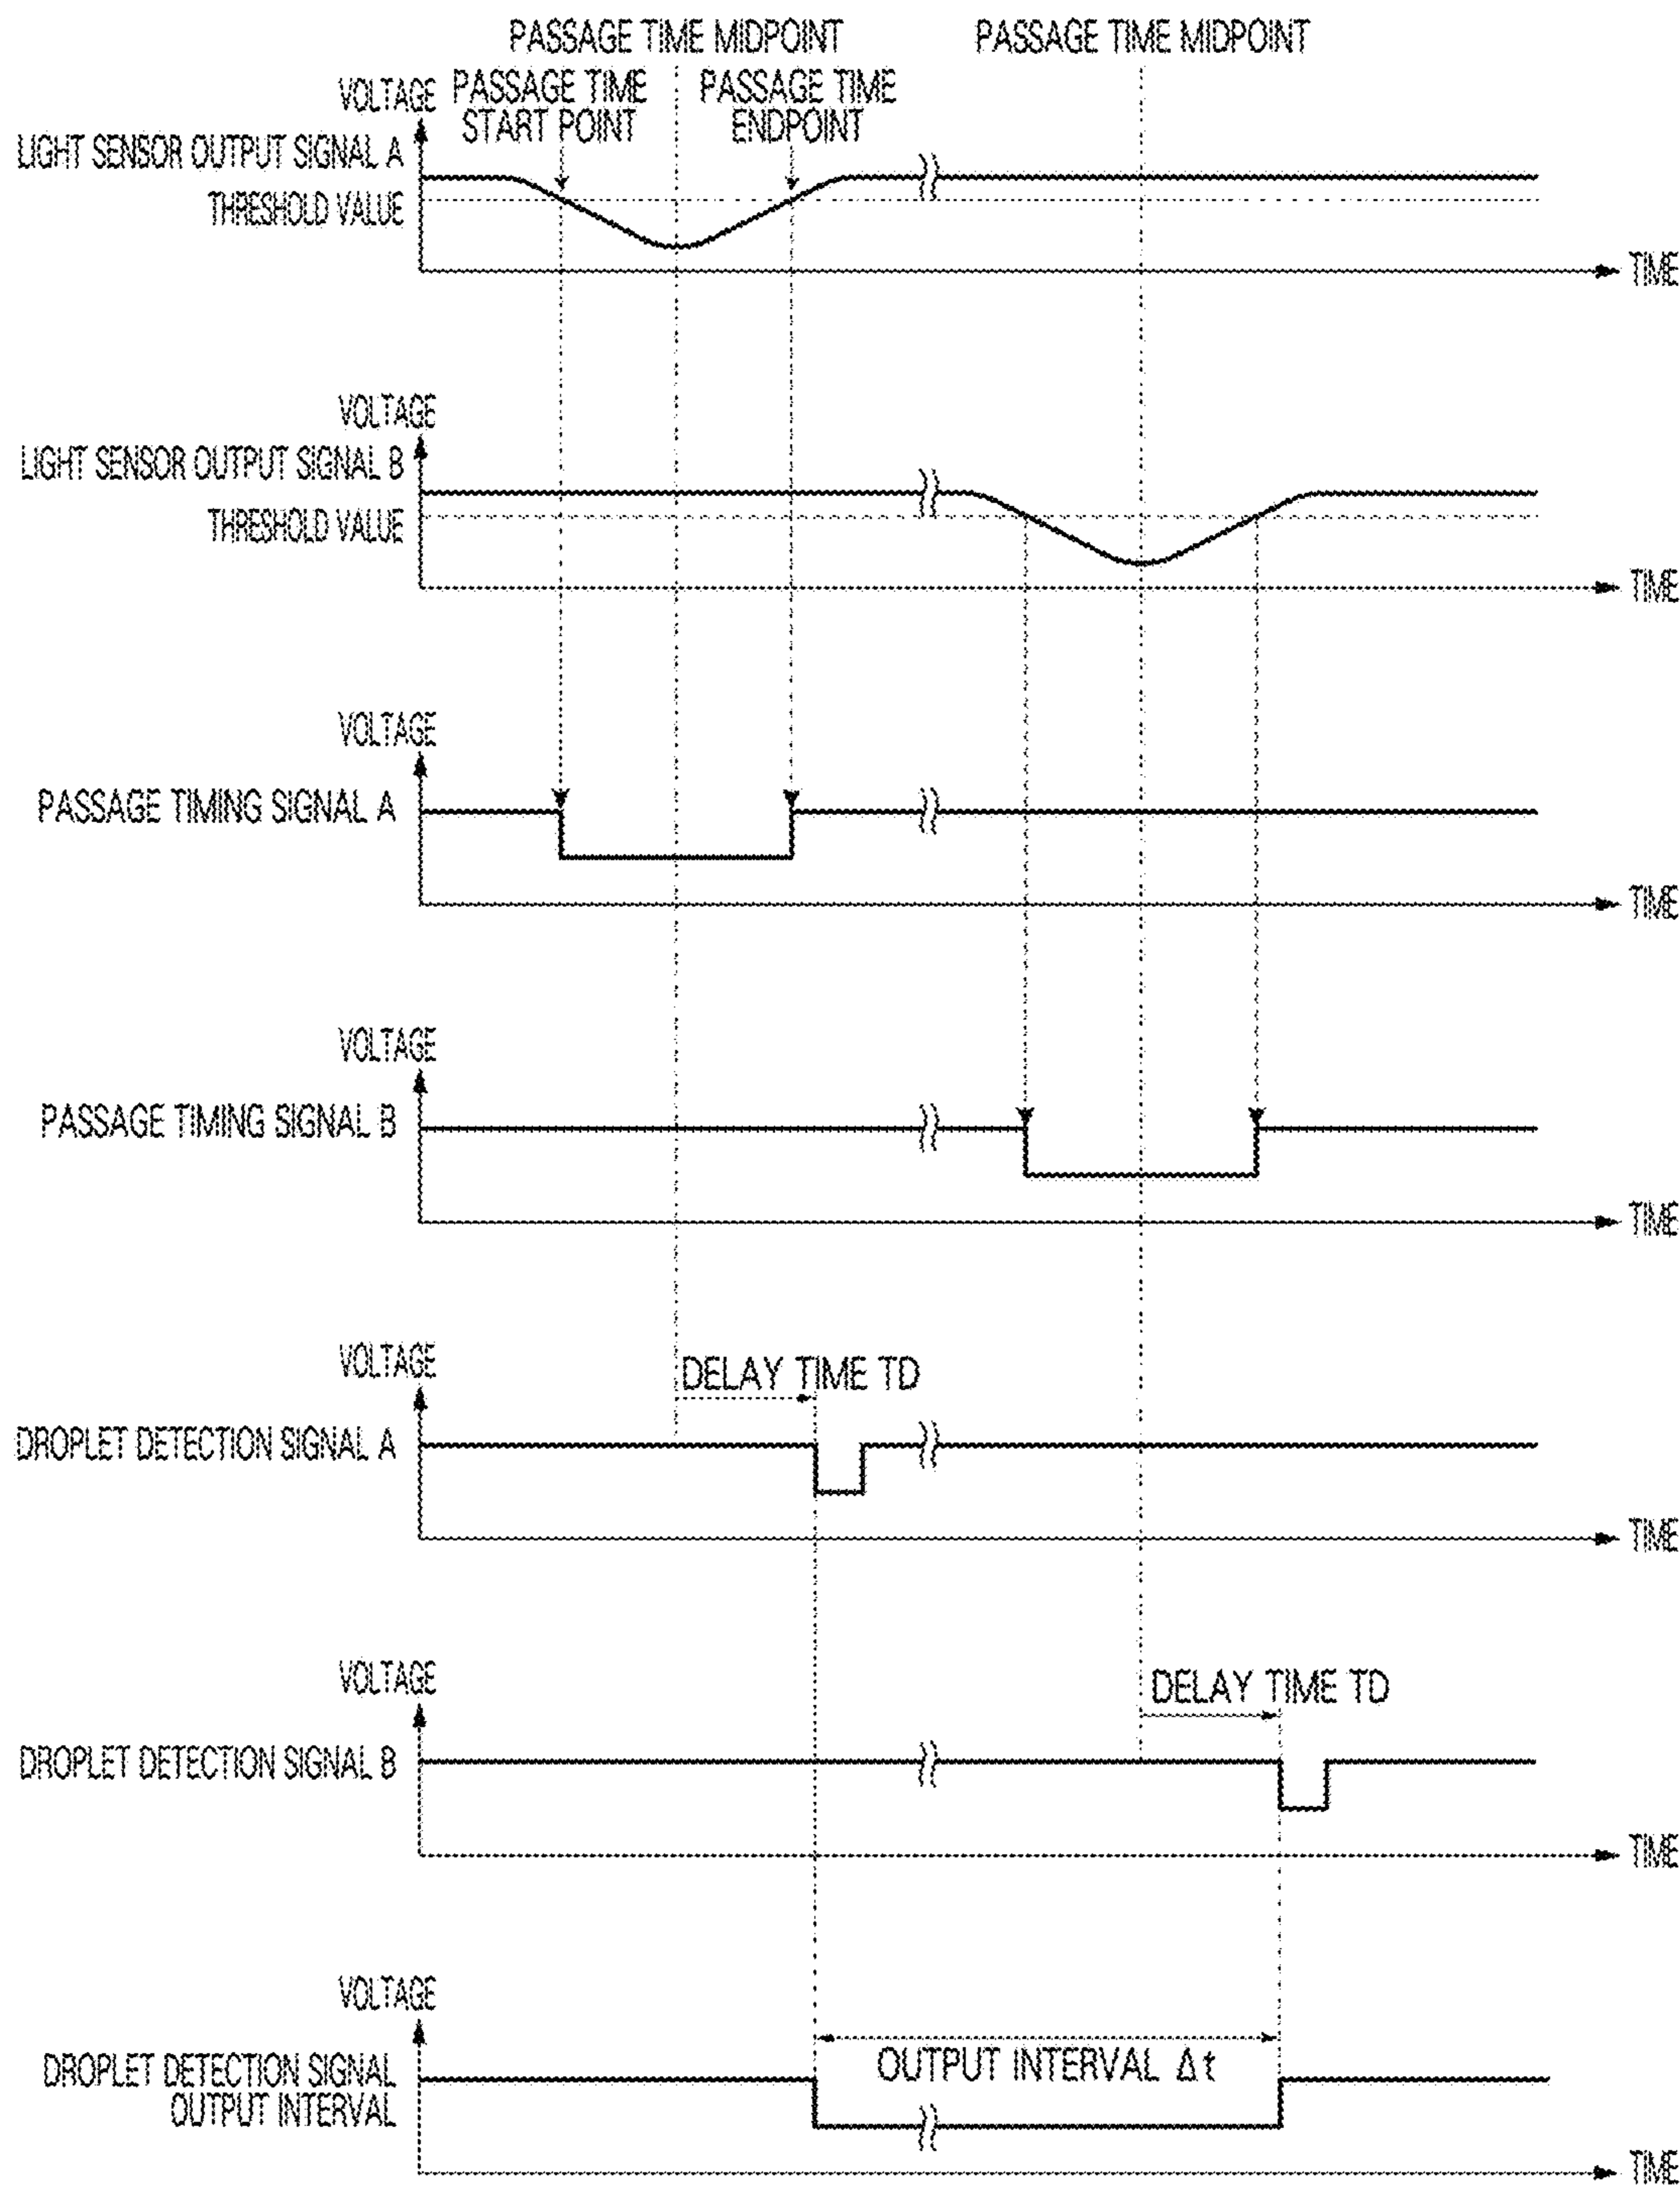 PASSAGE TIME MIDPOINT
PASSAGE TIME MIDPOINT
VOLTAGE
PASSAGE TIME
START POINT
PASSAGE TIME
ENDPOINT
LIGHT SENSOR OUTPUT SIGNAL A
THRESHOLD VALUE
TIME
VOLTAGE
LIGHT SENSOR OUTPUT SIGNAL B
THRESHOLD VALUE
TIME
VOLTAGE
PASSAGE TIMING SIGNAL A
TIME
VOLTAGE
PASSAGE TIMING SIGNAL B
TIME
VOLTAGE
DELAY TIME TD
DROPLET DETECTION SIGNAL A
TIME
VOLTAGE
DELAY TIME TD
DROPLET DETECTION SIGNAL B
TIME
VOLTAGE
OUTPUT INTERVAL Δt
DROPLET DETECTION SIGNAL
OUTPUT INTERVAL
TIME